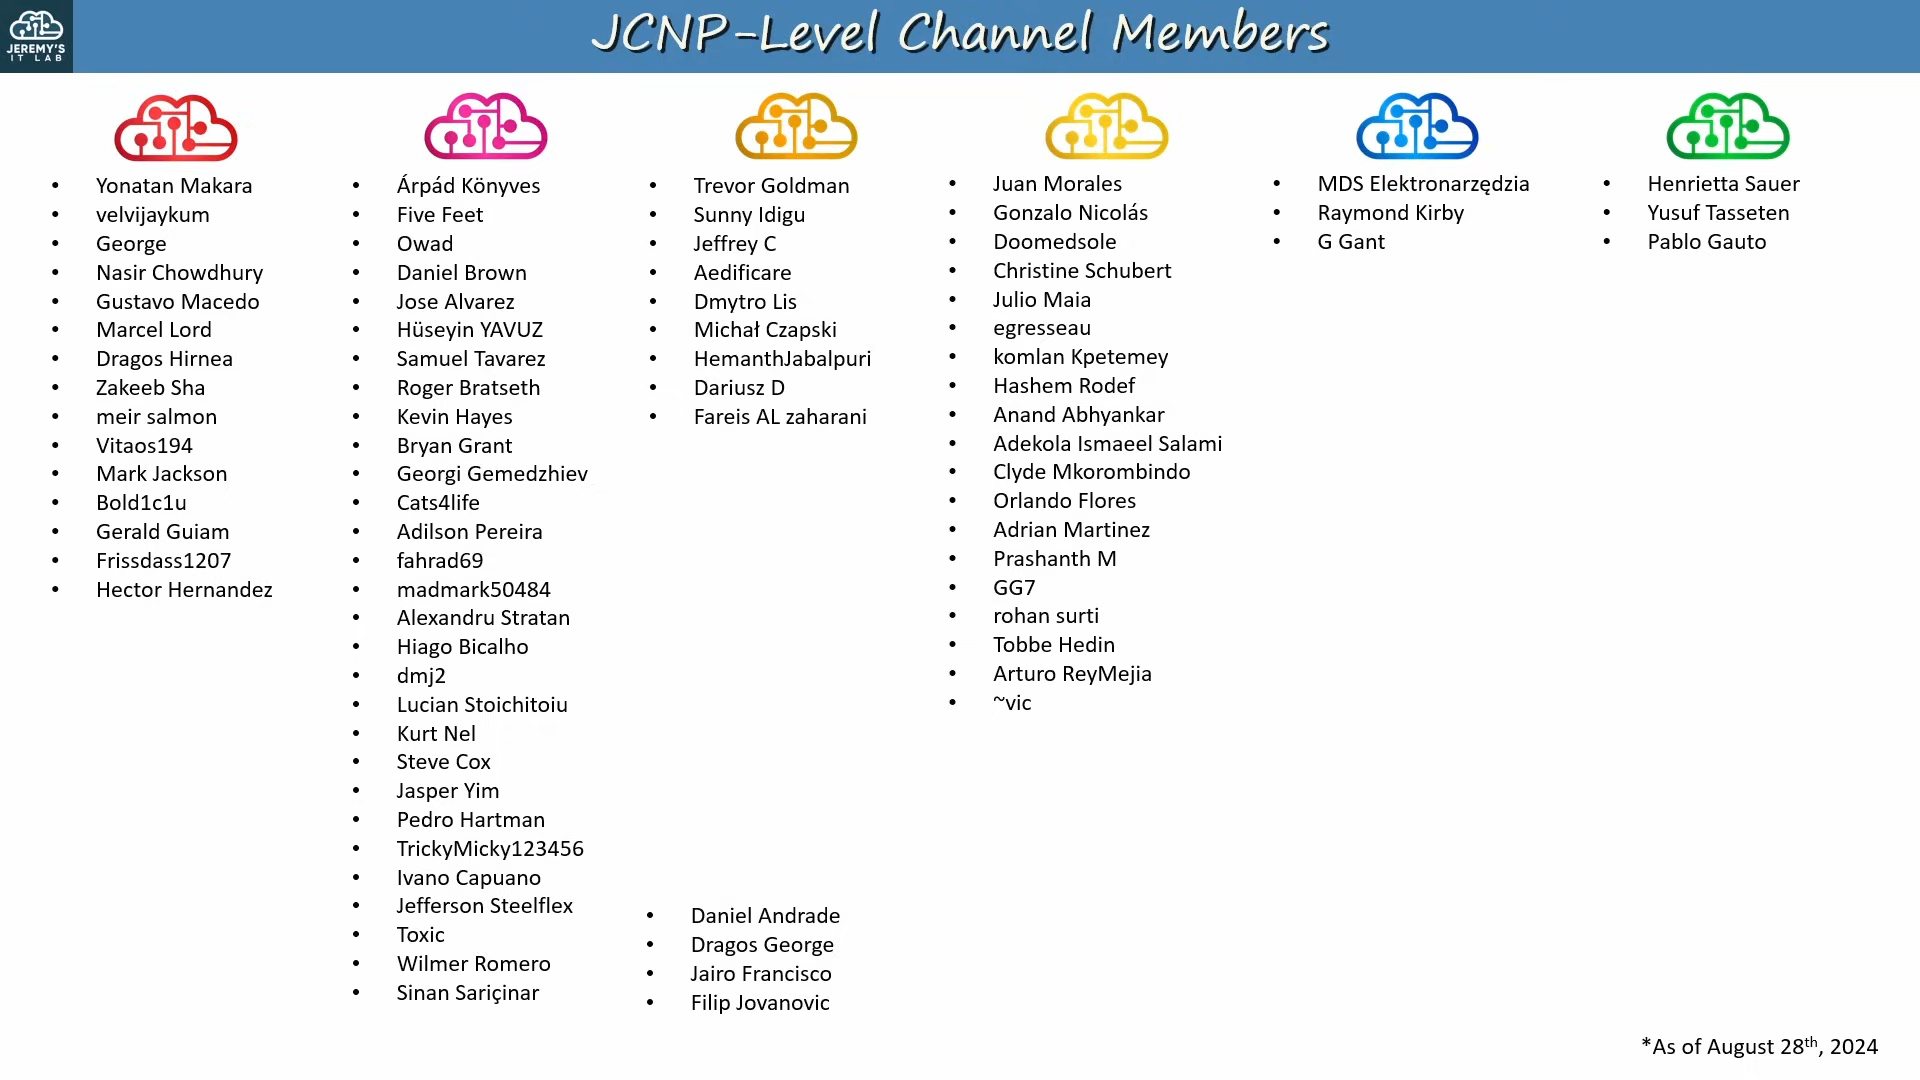 JEREMY'S
IT LAB
JCNP-Level Channel Members
• Yonatan Makara
• velvijaykum
• George
• Nasir Chowdhury
• Gustavo Macedo
• Marcel Lord
• Dragos Hirnea
• Zakeeb Sha
• meir salmon
• Vitaos194
• Mark Jackson
• Bold1c1u
• Gerald Guiam
• Frissdass1207
• Hector Hernandez
• Árpád Könyves
• Five Feet
• Owad
• Daniel Brown
• Jose Alvarez
• Hüseyin YAVUZ
• Samuel Tavarez
• Roger Bratseth
• Kevin Hayes
• Bryan Grant
• Georgi Gemedzhiev
• Cats4life
• Adilson Pereira
• fahrad69
• madmark50484
• Alexandru Stratan
• Hiago Bicalho
• dmj2
• Lucian Stoichitoiu
• Kurt Nel
• Steve Cox
• Jasper Yim
• Pedro Hartman
• TrickyMicky123456
• Ivano Capuano
• Jefferson Steelflex
• Toxic
• Wilmer Romero
• Sinan Sariçinar
• Trevor Goldman
• Sunny Idigu
• Jeffrey C
• Aedificare
• Dmytro Lis
• Michał Czapski
• HemanthJabalpuri
• Dariusz D
• Fareis AL zaharani
• Daniel Andrade
• Dragos George
• Jairo Francisco
• Filip Jovanovic
• Juan Morales
• Gonzalo Nicolás
• Doomedsole
• Christine Schubert
• Julio Maia
• egresseau
• komlan Kpetemey
• Hashem Rodef
• Anand Abhyankar
• Adekola Ismaeel Salami
• Clyde Mkorombindo
• Orlando Flores
• Adrian Martinez
• Prashanth M
• GG7
• rohan surti
• Tobbe Hedin
• Arturo ReyMejia
• ~vic
• MDS Elektronarzędzia
• Raymond Kirby
• G Gant
• Henrietta Sauer
• Yusuf Tasseten
• Pablo Gauto
*As of August 28th, 2024